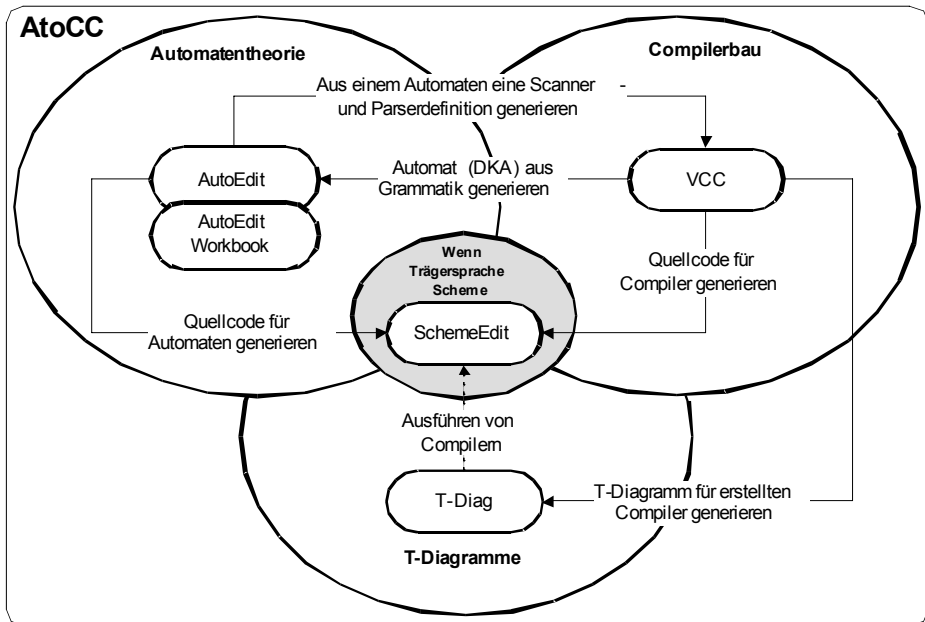 AtoCC
Automatentheorie
Compilerbau
Aus einem Automaten eine Scanner -
und Parserdefinition generieren
AutoEdit
Automat (DKA) aus
Grammatik generieren
VCC
AutoEdit
Workbook
Wenn
Trägersprache
Scheme
Quellcode für
Compiler generieren
Quellcode für
Automaten generieren
SchemeEdit
Ausführen von
Compilern
T-Diag
T-Diagramm für erstellten
Compiler generieren
T-Diagramme